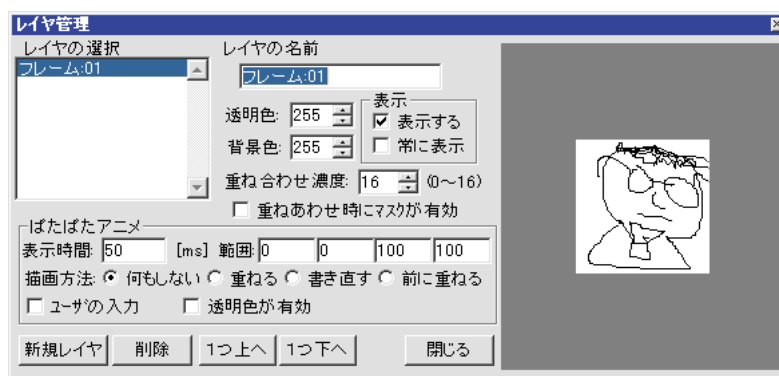 レイヤ管理
レイヤの選択
フレーム:01
レイヤの名前
フレーム:01
透明色: 255
背景色: 255
表示
表示する
常に表示
重ね合わせ濃度: 16 (0～16)
重ねあわせ時にマスクが有効
ぱたぱたアニメ
表示時間: 50 [ms] 範囲: 0 0 100 100
描画方法: 何もしない 重ねる 書き直す 前に重ねる
ユーザの入力 透明色が有効
新規レイヤ 削除 1つ上へ 1つ下へ 閉じる